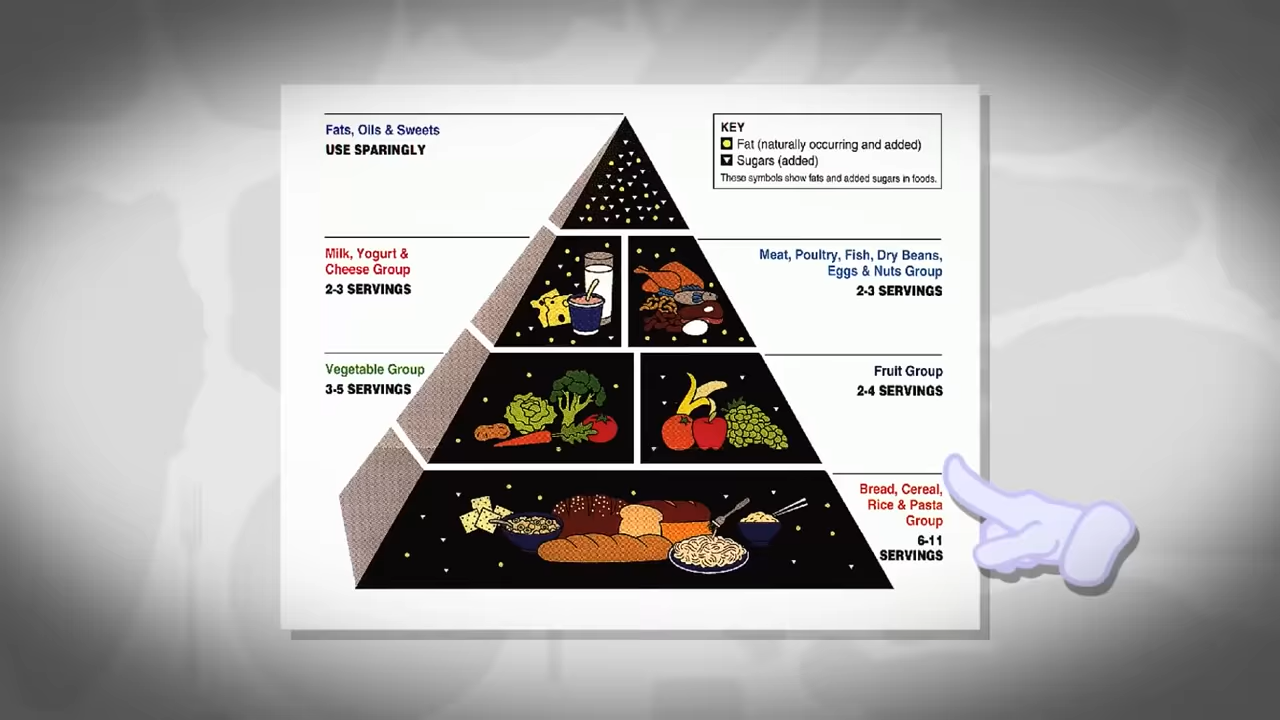 Fats, Oils & Sweets
USE SPARINGLY
KEY
Fat (naturally occurring and added)
Sugars (added)
These symbols show fats and added sugars in foods.
Milk, Yogurt &
Cheese Group
2-3 SERVINGS
Meat, Poultry, Fish, Dry Beans,
Eggs & Nuts Group
2-3 SERVINGS
Vegetable Group
3-5 SERVINGS
Fruit Group
2-4 SERVINGS
Bread, Cereal,
Rice & Pasta
Group
6-11
SERVINGS